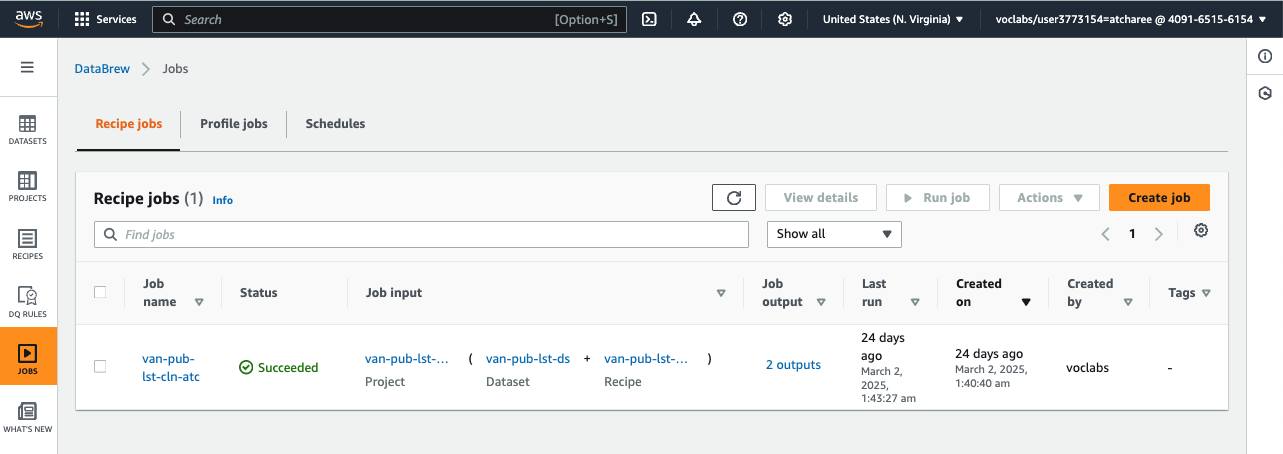 aws
Services
Search
[Option+S]
United States (N. Virginia)
voclabs/user3773154=atcharee @ 4091-6515-6154
DataBrew
Jobs
DATASETS
PROJECTS
RECIPES
DQ RULES
JOBS
WHAT'S NEW
Recipe jobs
Profile jobs
Schedules
Recipe jobs (1) Info
View details
Run job
Actions
Create job
Find jobs
Show all
1
Job
name
Status
Job input
Job
output
Last
run
Created
on
Created
by
Tags
van-pub-
lst-cln-atc
Succeeded
van-pub-lst-...
Project
(
van-pub-lst-ds
Dataset
+
van-pub-lst-...
Recipe
)
2 outputs
24 days
ago
March 2,
2025,
1:43:27 am
24 days ago
March 2, 2025,
1:40:40 am
voclabs
-